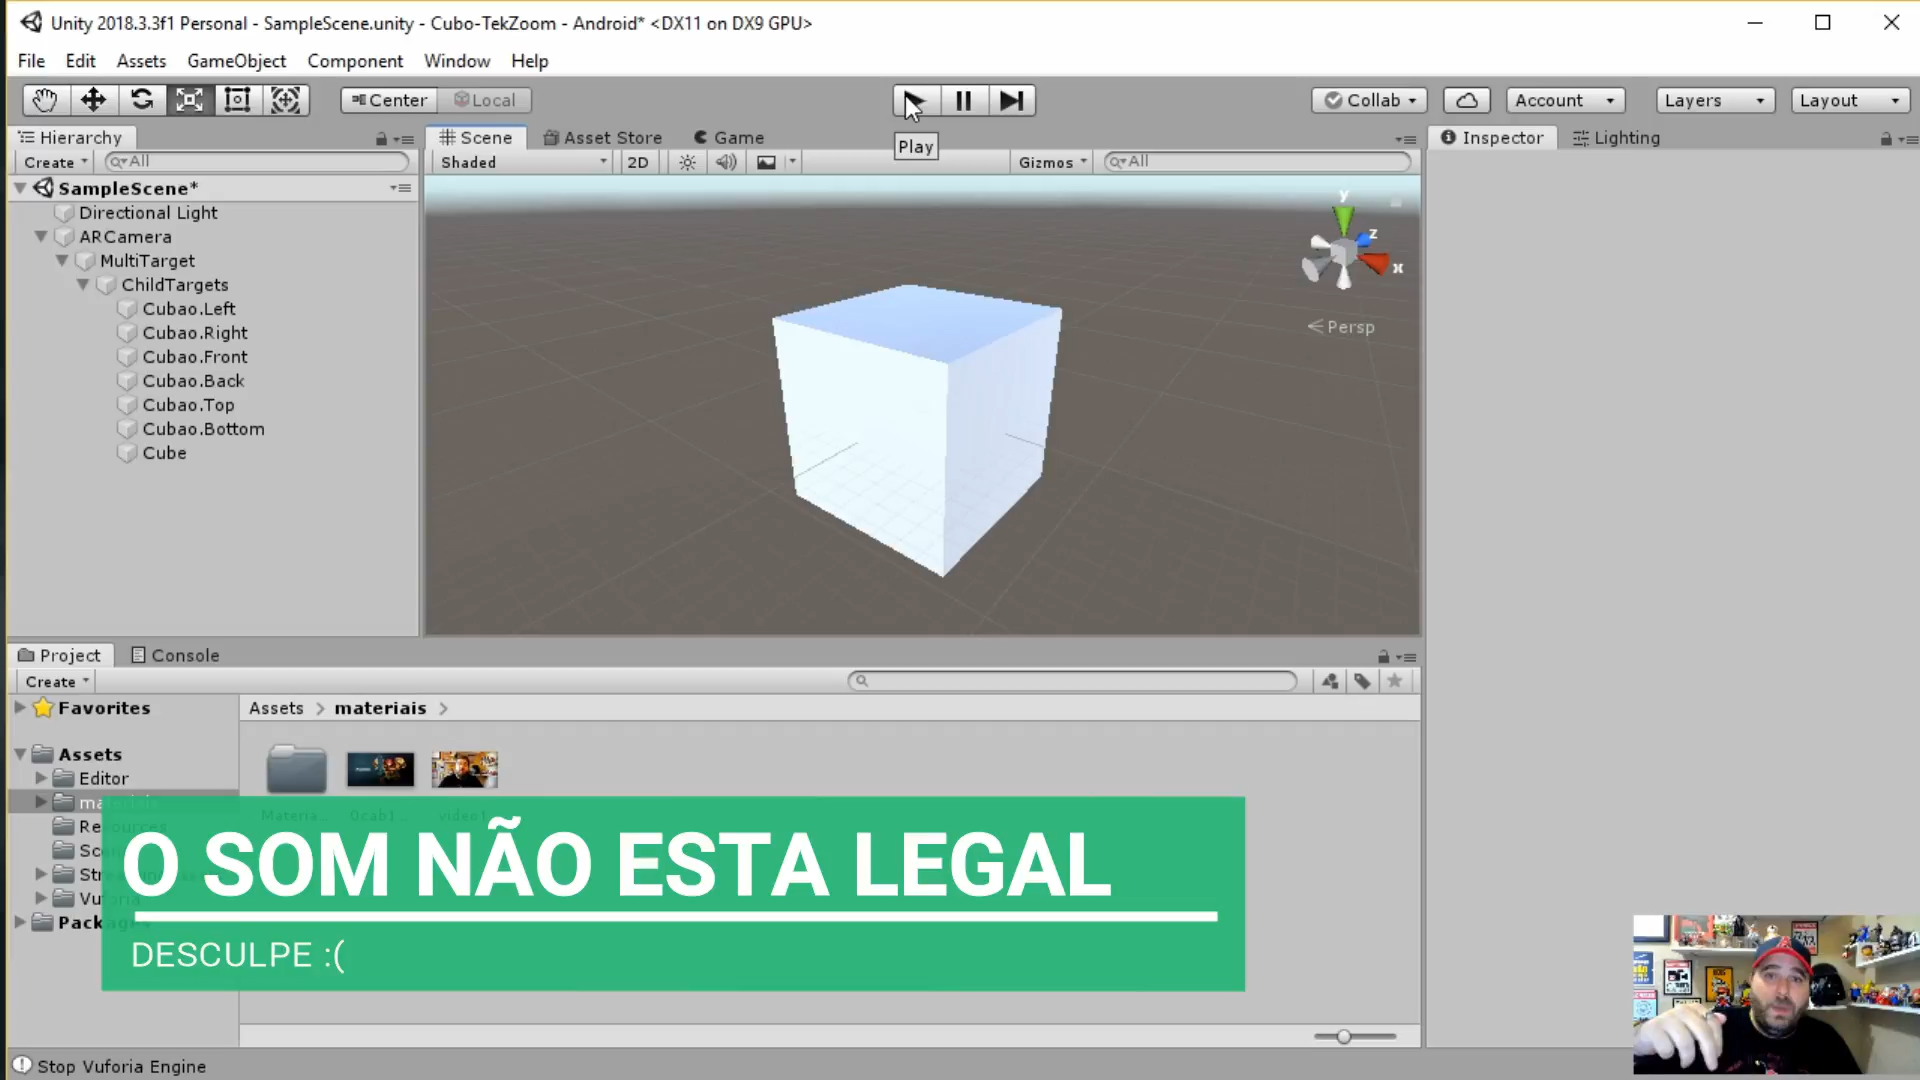 Unity 2018.3.3f1 Personal - SampleScene.unity - Cubo-TekZoom - Android* <DX11 on DX9 GPU>
File Edit Assets GameObject Component Window Help
Center Local Collab Account Layers Layout
Play
Hierarchy
Create All
SampleScene*
Directional Light
ARCamera
MultiTarget
ChildTargets
Cubao.Left
Cubao.Right
Cubao.Front
Cubao.Back
Cubao.Top
Cubao.Bottom
Cube
Scene Asset Store Game
Shaded 2D Gizmos All
y
z
x
Persp
Inspector Lighting
Project Console
Create
Favorites
Assets
Editor
materiais
Resources
Packages
Assets > materiais >
O SOM NÃO ESTA LEGAL
DESCULPE :(
Stop Vuforia Engine